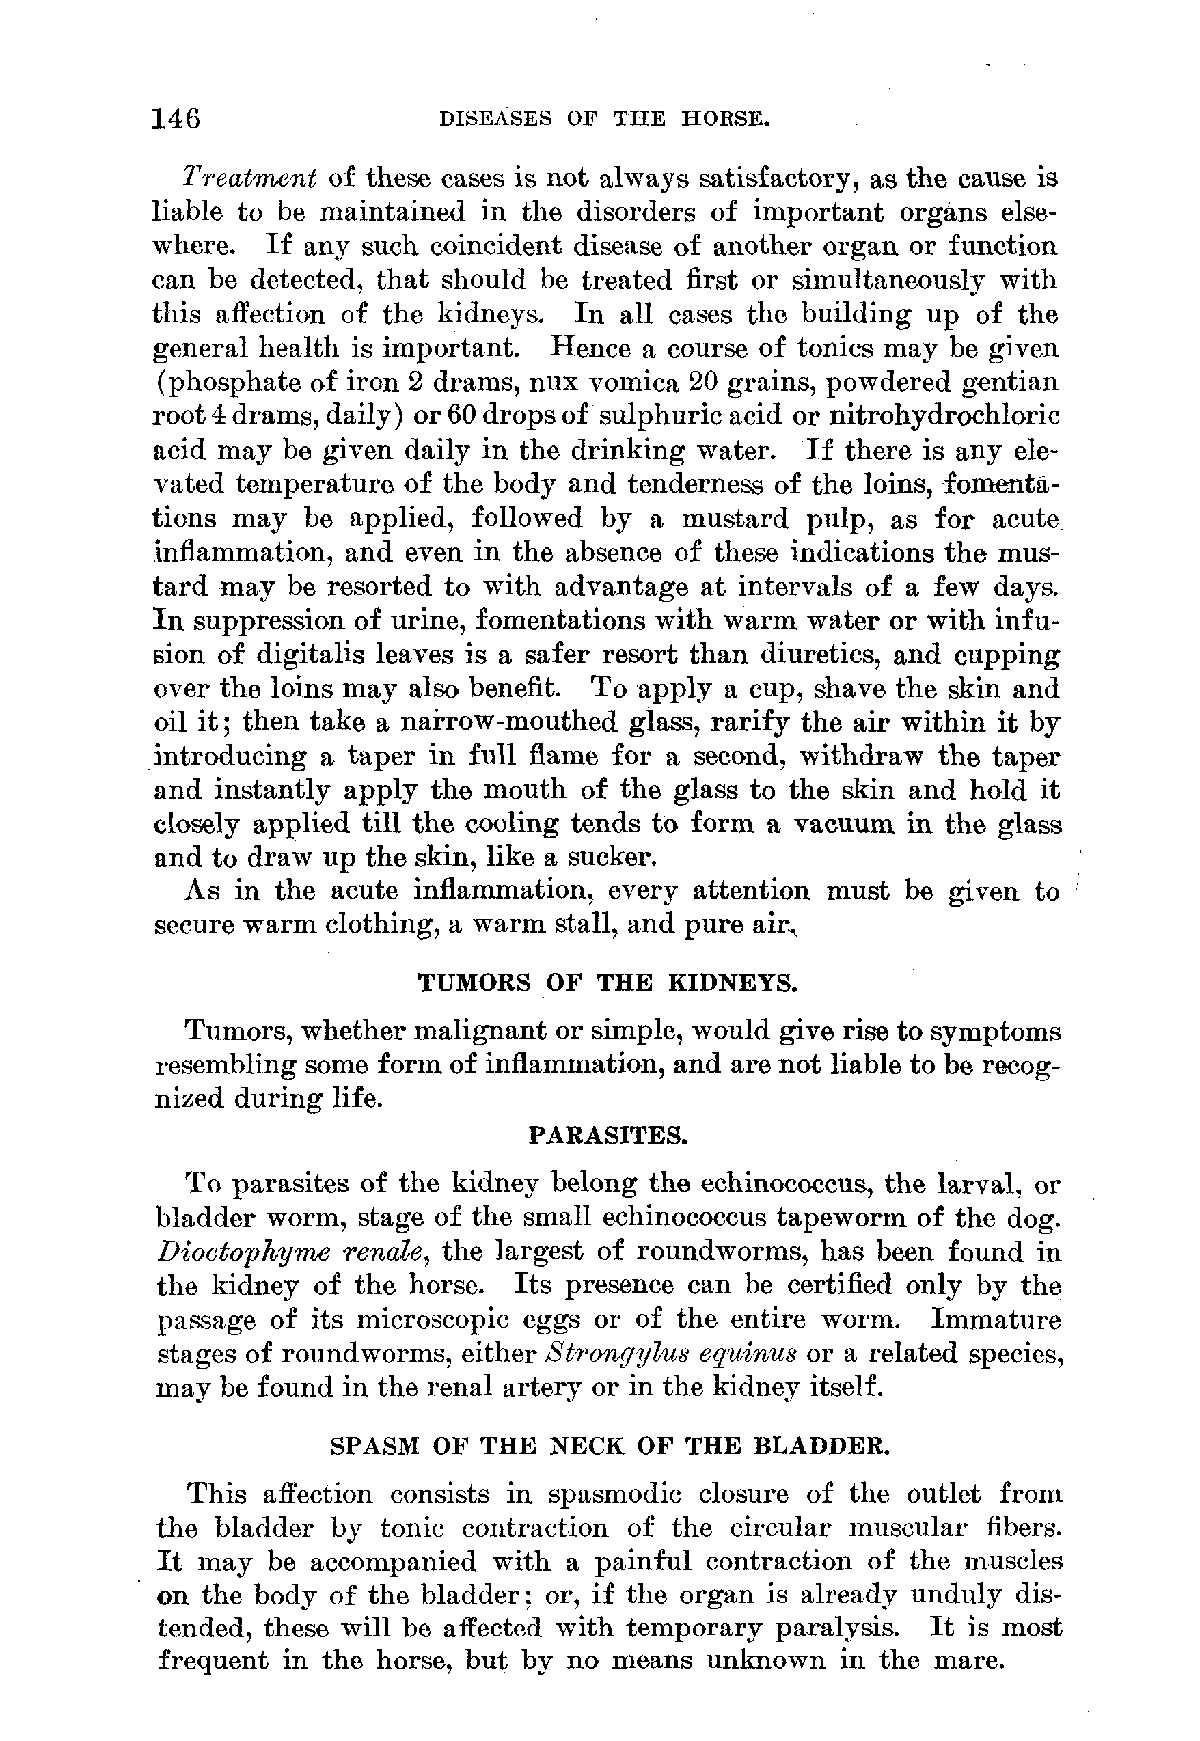 146 DISEASES OF THE HORSE.
Treatment of these cases is not always satisfactory, as the cause is
liable to be maintained in the disorders of important organs else-
where. If any such coincident disease of another organ or function
can be detected, that should be treated first or simultaneously with
this affection of the kidneys. In all cases the building up of the
general health is important. Hence a course of tonics may be given
(phosphate of iron 2 drams, nux vomica 20 grains, powdered gentian
root 4 drams, daily) or 60 drops of sulphuric acid or nitrohydrochloric
acid may be given daily in the drinking water. If there is any ele-
vated temperature of the body and tenderness of the loins, fomenta-
tions may be applied, followed by a mustard pulp, as for acute
inflammation, and even in the absence of these indications the mus-
tard may be resorted to with advantage at intervals of a few days.
In suppression of urine, fomentations with warm water or with infu-
sion of digitalis leaves is a safer resort than diuretics, and cupping
over the loins may also benefit. To apply a cup, shave the skin and
oil it; then take a narrow-mouthed glass, rarify the air within it by
introducing a taper in full flame for a second, withdraw the taper
and instantly apply the mouth of the glass to the skin and hold it
closely applied till the cooling tends to form a vacuum in the glass
and to draw up the skin, like a sucker.
As in the acute inflammation, every attention must be given to
secure warm clothing, a warm stall, and pure air.
TUMORS OF THE KIDNEYS.
Tumors, whether malignant or simple, would give rise to symptoms
resembling some form of inflammation, and are not liable to be recog-
nized during life.
PARASITES.
To parasites of the kidney belong the echinococcus, the larval, or
bladder worm, stage of the small echinococcus tapeworm of the dog.
Dioctophyme renale, the largest of roundworms, has been found in
the kidney of the horse. Its presence can be certified only by the
passage of its microscopic eggs or of the entire worm. Immature
stages of roundworms, either Strongylus equinus or a related species,
may be found in the renal artery or in the kidney itself.
SPASM OF THE NECK OF THE BLADDER.
This affection consists in spasmodic closure of the outlet from
the bladder by tonic contraction of the circular muscular fibers.
It may be accompanied with a painful contraction of the muscles
on the body of the bladder; or, if the organ is already unduly dis-
tended, these will be affected with temporary paralysis. It is most
frequent in the horse, but by no means unknown in the mare.